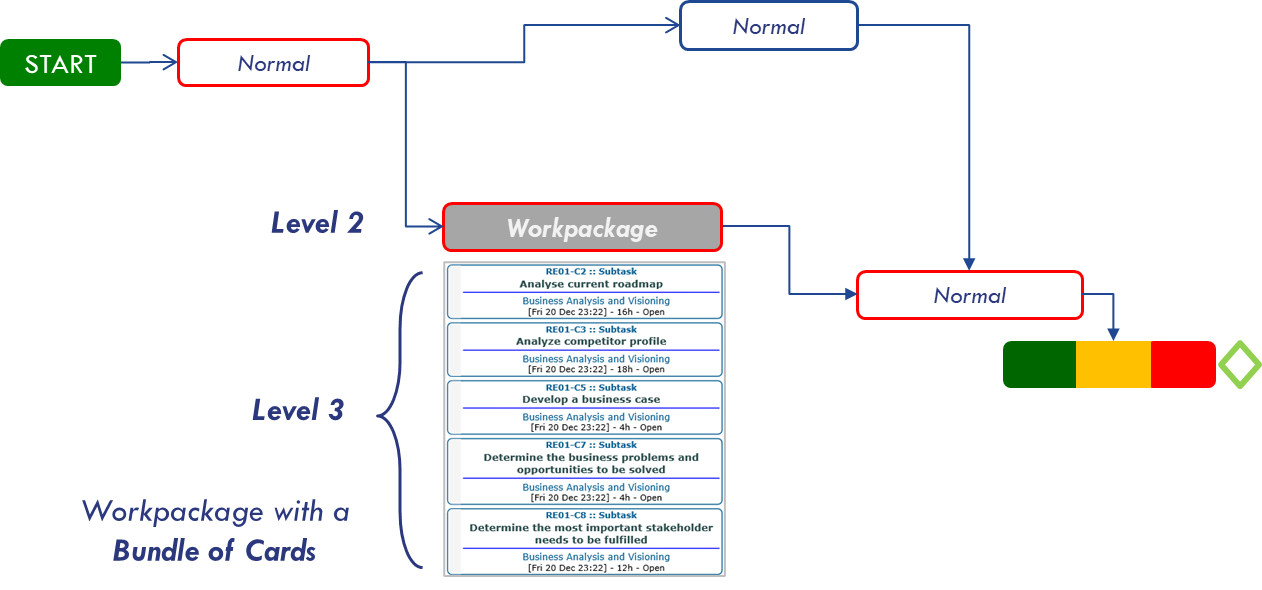 Normal
START
Normal
Level 2
Workpackage
RE01-C2 :: Subtask
Analyse current roadmap
Business Analysis and Visioning
[Fri 20 Dec 23:22] - 16h - Open
Normal
RE01-C3 :: Subtask
Analyze competitor profile
Business Analysis and Visioning
[Fri 20 Dec 23:22] - 18h - Open
RE01-C5 :: Subtask
Develop a business case
Business Analysis and Visioning
[Fri 20 Dec 23:22] - 4h - Open
Level 3
RE01-C7 :: Subtask
Determine the business problems and
opportunities to be solved
Business Analysis and Visioning
[Fri 20 Dec 23:22] - 4h - Open
RE01-C8 :: Subtask
Determine the most important stakeholder
needs to be fulfilled
Business Analysis and Visioning
[Fri 20 Dec 23:22] - 12h - Open
Workpackage with a
Bundle of Cards